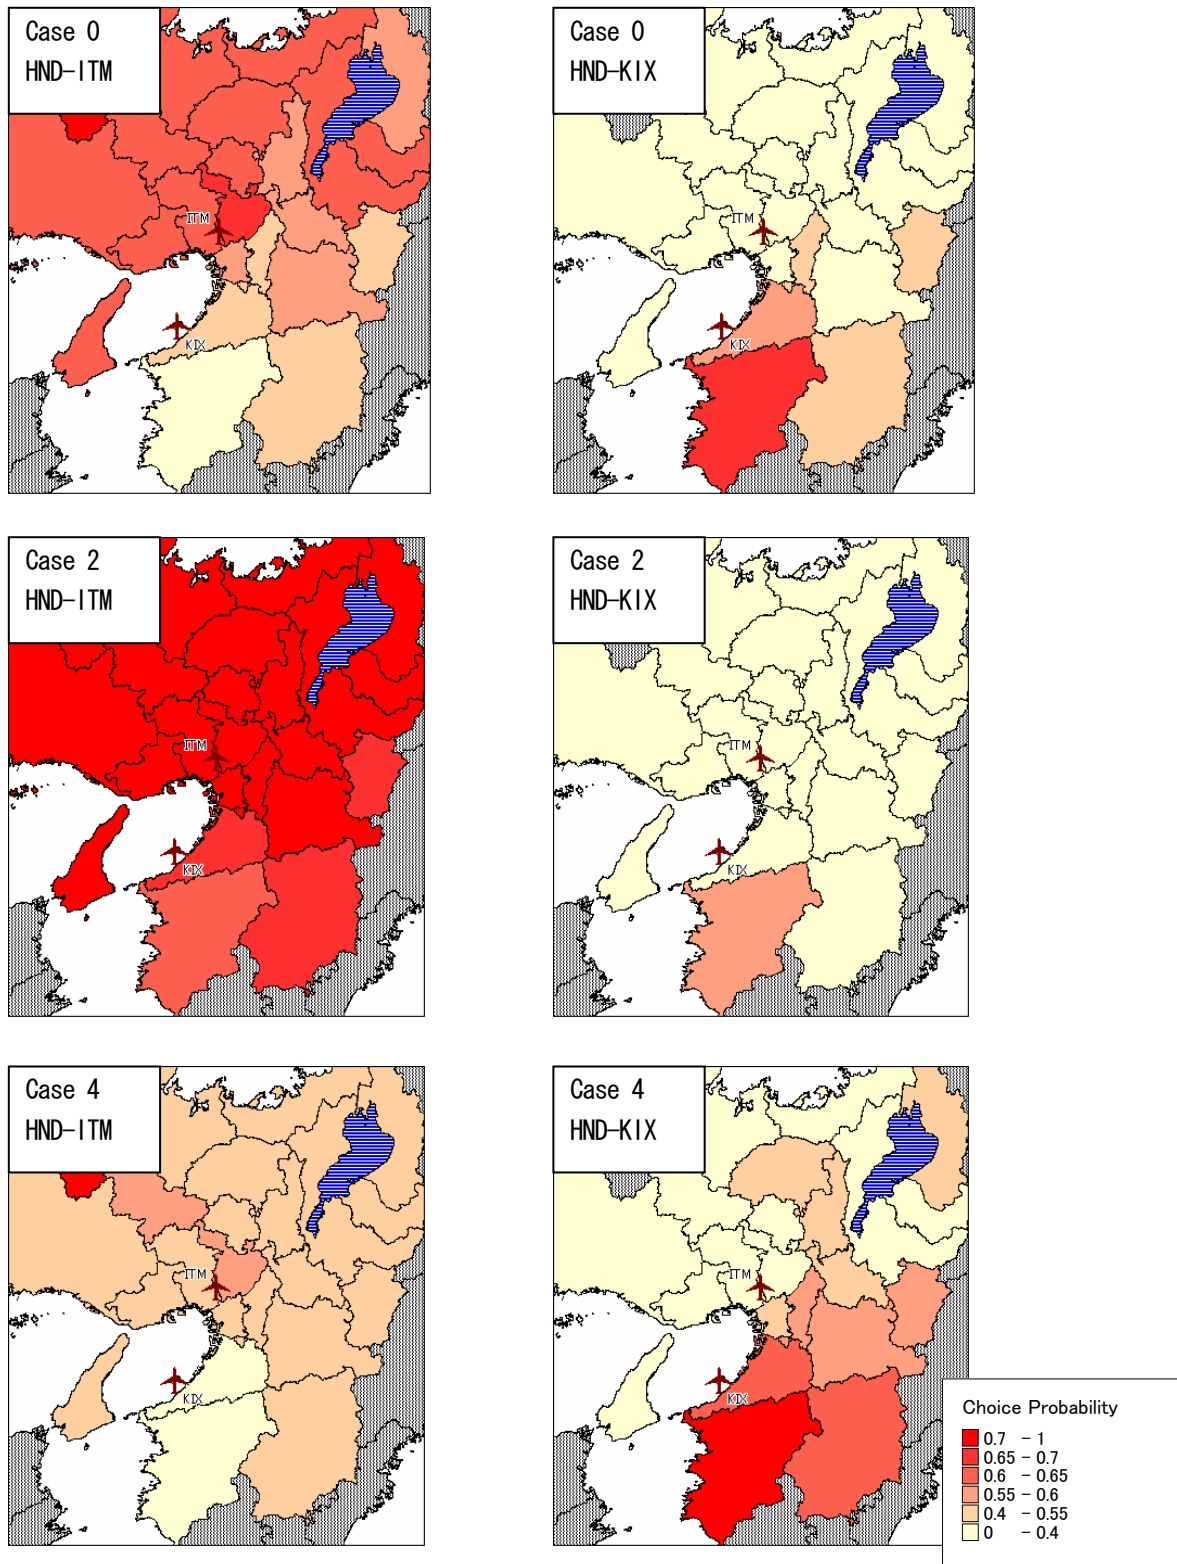 Case 0
HND-ITM
ITM
KIX
Case 0
HND-KIX
ITM
KIX
Case 2
HND-ITM
ITM
KIX
Case 2
HND-KIX
ITM
KIX
Case 4
HND-ITM
ITM
KIX
Case 4
HND-KIX
ITM
KIX
Choice Probability
0.7 - 1
0.65 - 0.7
0.6 - 0.65
0.55 - 0.6
0.4 - 0.55
0 - 0.4